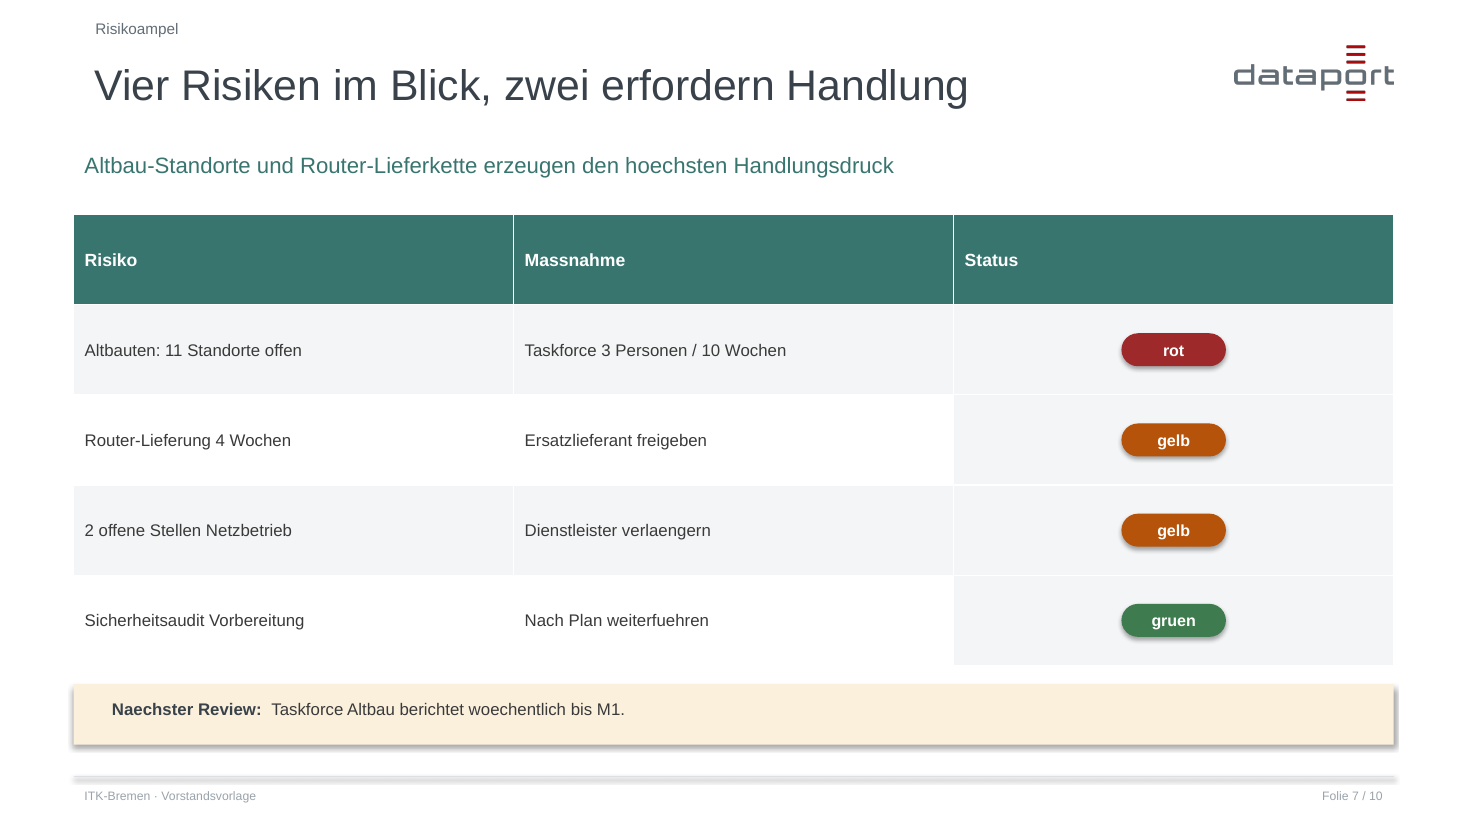 Risikoampel
Vier Risiken im Blick, zwei erfordern Handlung
dataport
Altbau-Standorte und Router-Lieferkette erzeugen den hoechsten Handlungsdruck
Risiko Massnahme Status
Altbauten: 11 Standorte offen Taskforce 3 Personen / 10 Wochen rot
Router-Lieferung 4 Wochen Ersatzlieferant freigeben gelb
2 offene Stellen Netzbetrieb Dienstleister verlaengern gelb
Sicherheitsaudit Vorbereitung Nach Plan weiterfuehren gruen
Naechster Review: Taskforce Altbau berichtet woechentlich bis M1.
ITK-Bremen · Vorstandsvorlage Folie 7 / 10